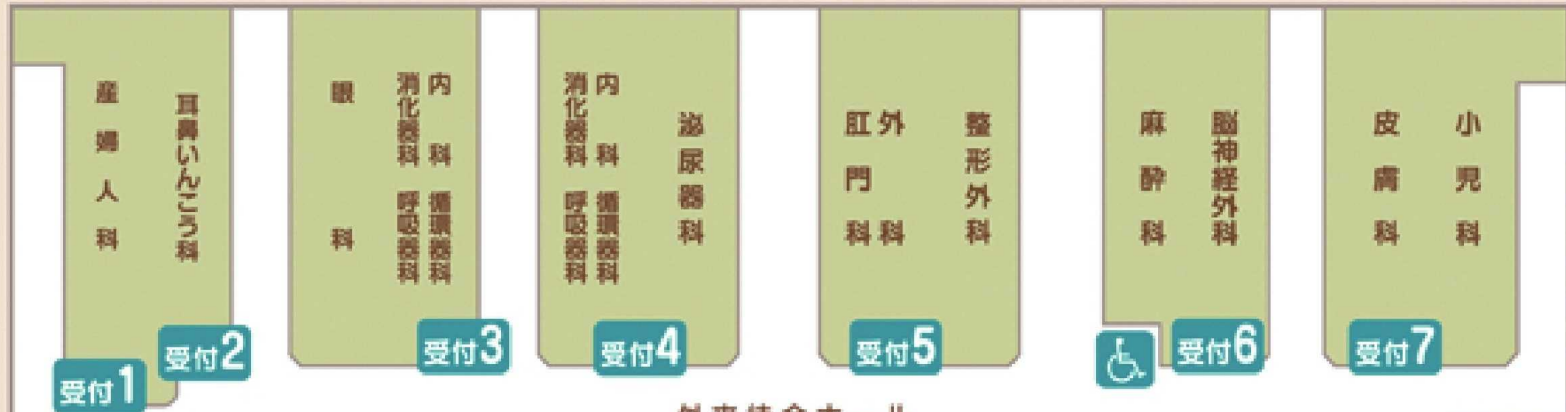 産婦人科
耳鼻いんこう科
受付1
受付2
眼科
内科 循環器科
消化器科 呼吸器科
受付3
内科 循環器科
消化器科 呼吸器科
泌尿器科
受付4
外科
肛門科
整形外科
受付5
麻酔科
脳神経外科
受付6
皮膚科
小児科
受付7